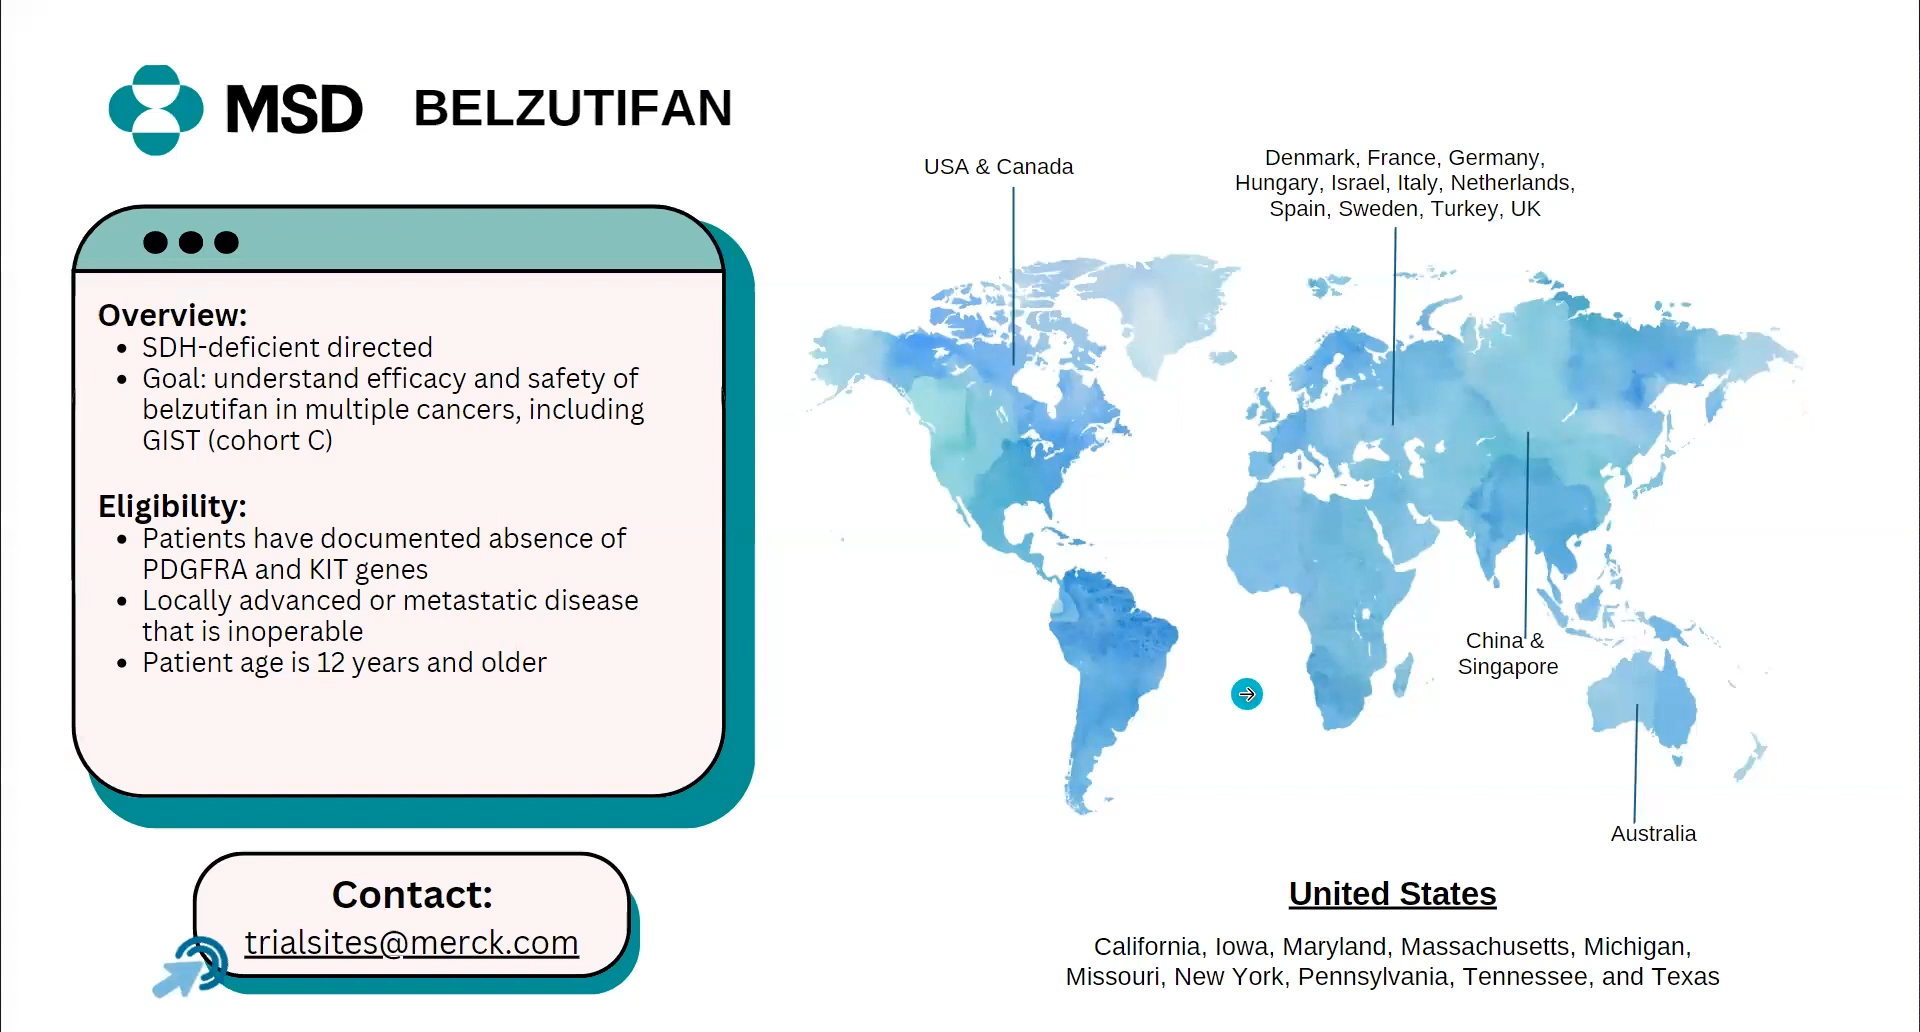 MSD
BELZUTIFAN
Overview:
• SDH-deficient directed
• Goal: understand efficacy and safety of
belzutifan in multiple cancers, including
GIST (cohort C)
Eligibility:
• Patients have documented absence of
PDGFRA and KIT genes
• Locally advanced or metastatic disease
that is inoperable
• Patient age is 12 years and older
Contact:
trialsites@merck.com
USA & Canada
Denmark, France, Germany,
Hungary, Israel, Italy, Netherlands,
Spain, Sweden, Turkey, UK
China &
Singapore
Australia
United States
California, Iowa, Maryland, Massachusetts, Michigan,
Missouri, New York, Pennsylvania, Tennessee, and Texas